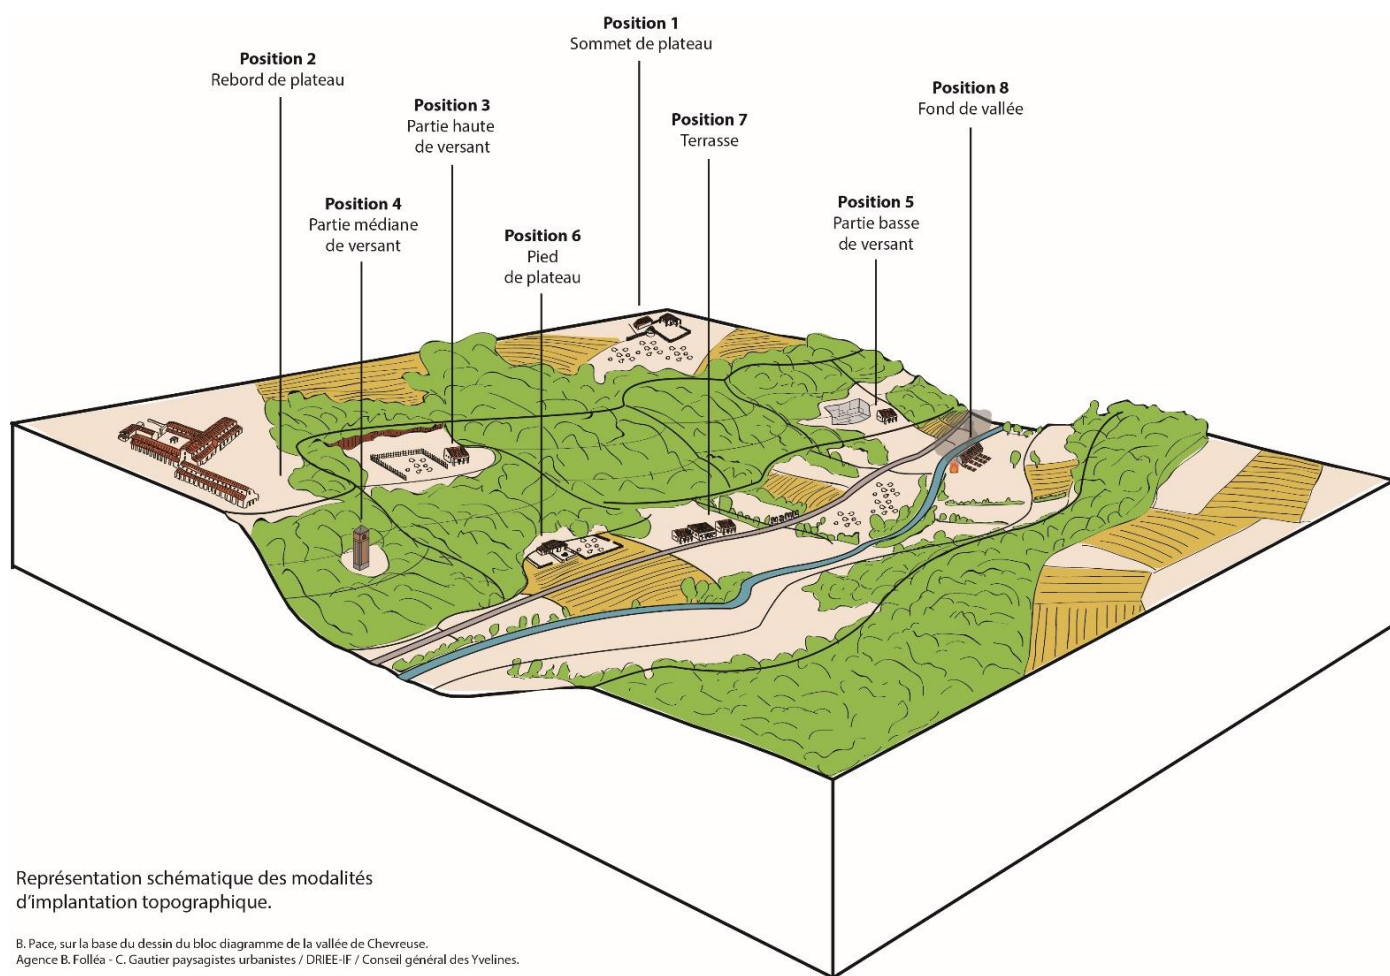 Position 1
Sommet de plateau
Position 2
Rebord de plateau
Position 3
Partie haute
de versant
Position 8
Fond de vallée
Position 7
Terrasse
Position 4
Partie médiane
de versant
Position 5
Partie basse
de versant
Position 6
Pied
de plateau
Représentation schématique des modalités
d'implantation topographique.
B. Pace, sur la base du dessin du bloc diagramme de la vallée de Chevreuse.
Agence B. Folléa - C. Gautier paysagistes urbanistes / DRIEE-IF / Conseil général des Yvelines.